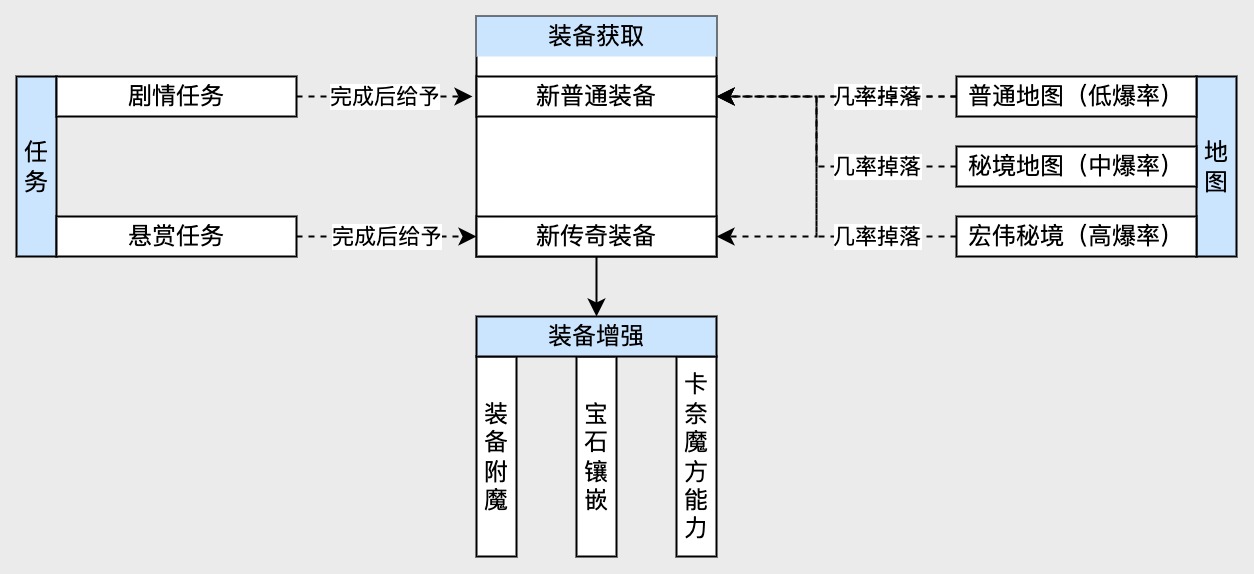 装备获取
任务
剧情任务
完成后给予
新普通装备
几率掉落
普通地图（低爆率）
地图
几率掉落
秘境地图（中爆率）
悬赏任务
完成后给予
新传奇装备
几率掉落
宏伟秘境（高爆率）
装备增强
装备附魔
宝石镶嵌
卡奈魔方能力